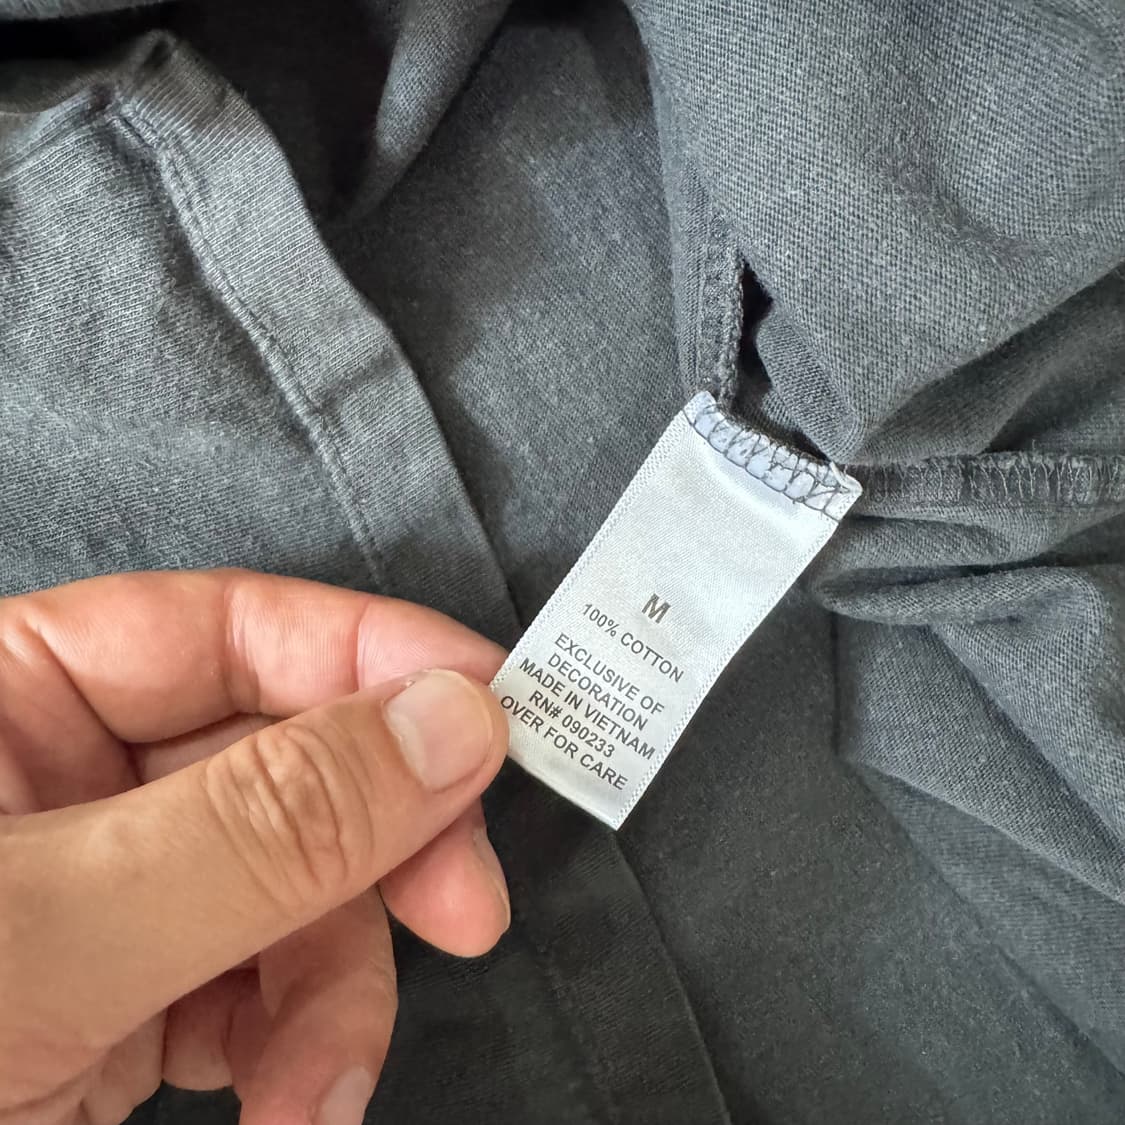 M
100% COTTON
EXCLUSIVE OF
DECORATION
MADE IN VIETNAM
RN# 090233
OVER FOR CARE